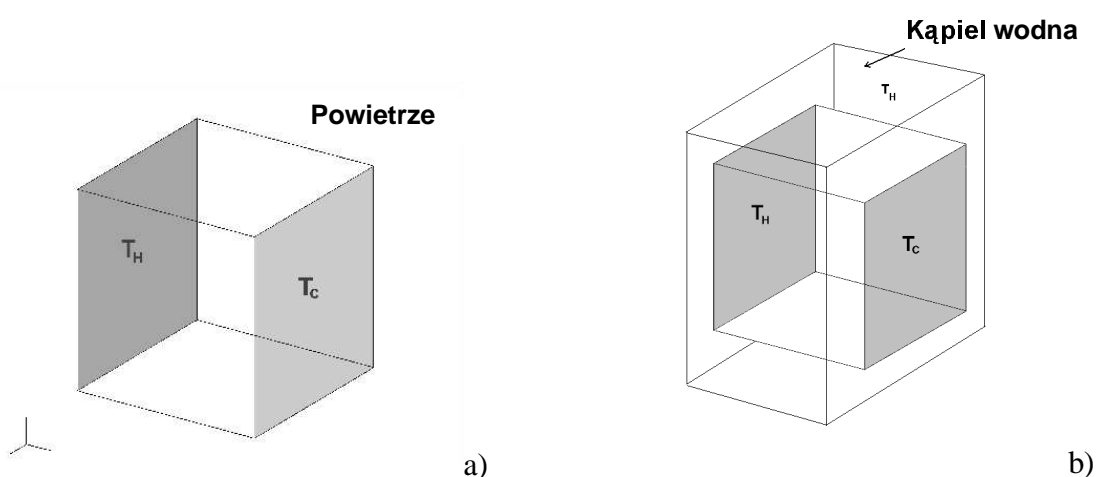 Powietrze
T_H
T_c
a)
Kąpiel wodna
T_H
T_H
T_c
b)